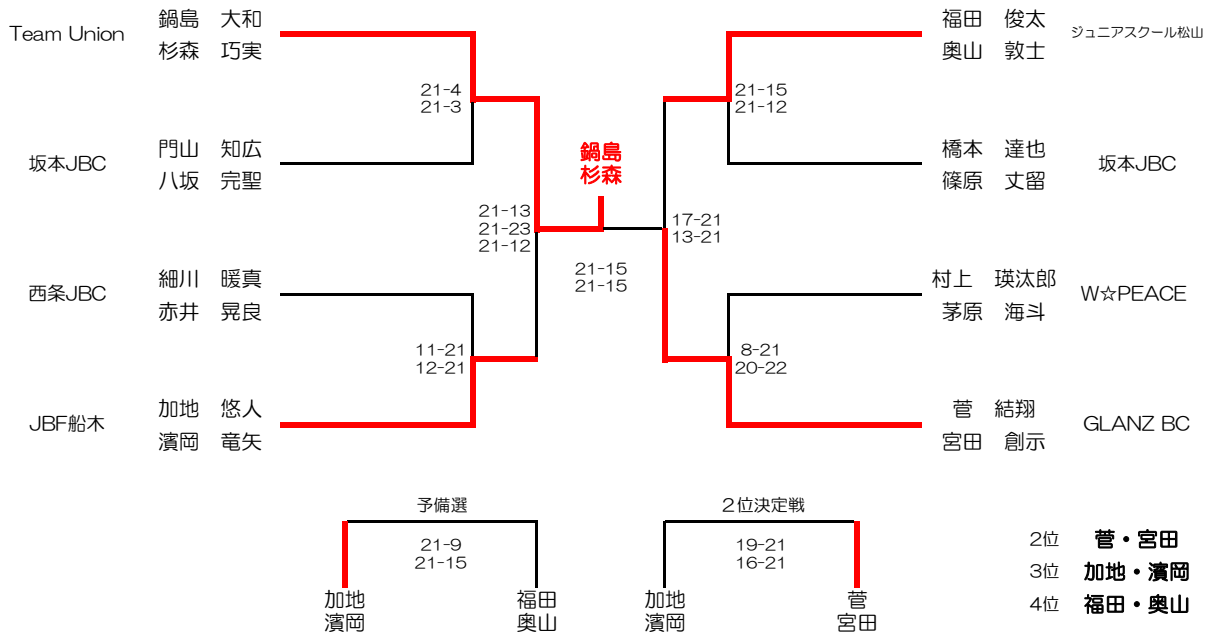 Team Union
鍋島　大和
杉森　巧実
21-4
21-3
坂本JBC
門山　知広
八坂　完聖
21-13
21-23
21-12
西条JBC
細川　暖真
赤井　晃良
11-21
12-21
JBF船木
加地　悠人
濱岡　竜矢
鍋島
杉森
21-15
21-15
福田　俊太
奥山　敦士
ジュニアスクール松山
21-15
21-12
橋本　達也
篠原　丈留
坂本JBC
17-21
13-21
村上　瑛汰郎
茅原　海斗
W☆PEACE
8-21
20-22
菅　結翔
宮田　創示
GLANZ BC
予備選
21-9
21-15
加地
濱岡
福田
奥山
２位決定戦
19-21
16-21
加地
濱岡
菅
宮田
2位　菅・宮田
3位　加地・濱岡
4位　福田・奥山